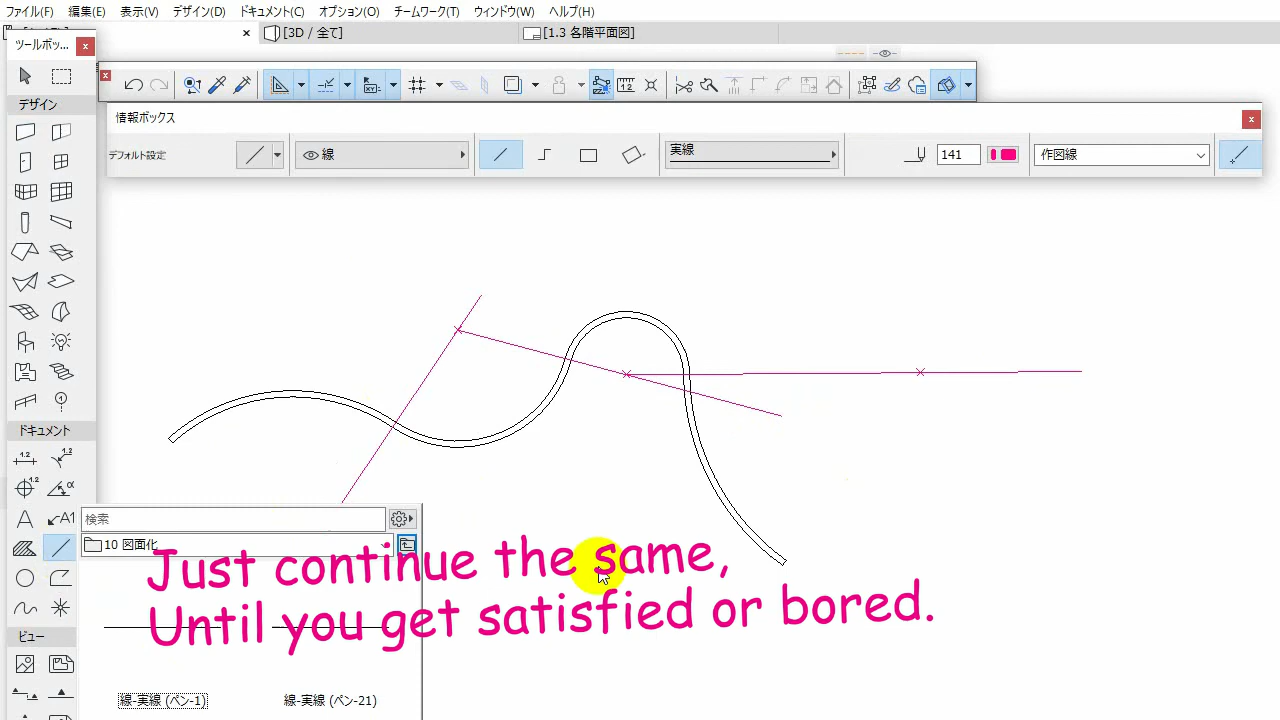 ファイル(F) 編集(E) 表示(V) デザイン(D) ドキュメント(C) オプション(O) チームワーク(T) ウィンドウ(W) ヘルプ(H)
[3D / 全て] [1.3 各階平面図]
ツールボッ...
デザイン
情報ボックス
デフォルト設定 線 実線 141 作図線
ドキュメント
1.2 1.2
1.2 α
A A1
検索
10 図面化
Just continue the same,
Until you get satisfied or bored.
ビュー
線-実線 (ペン-1) 線-実線 (ペン-21)